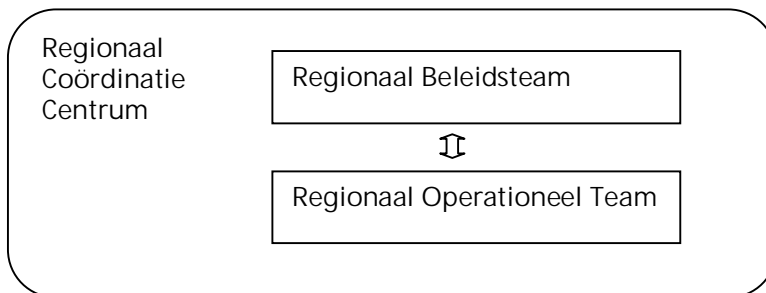 Regionaal
Coördinatie
Centrum
Regionaal Beleidsteam
Regionaal Operationeel Team